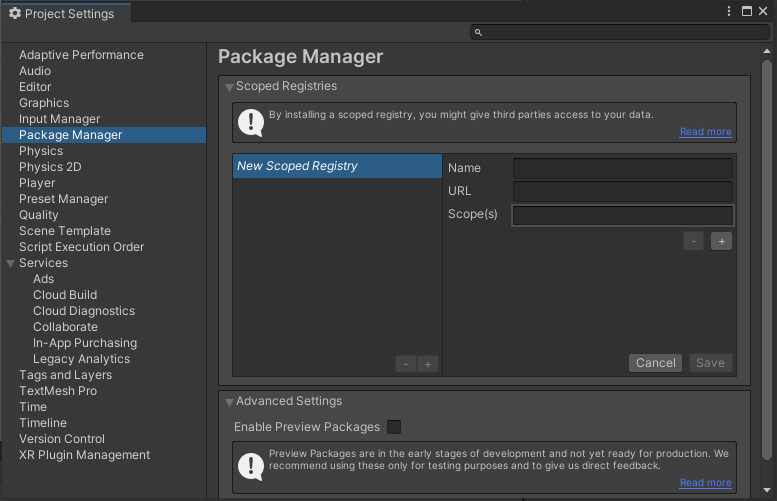 Project Settings
Adaptive Performance
Audio
Editor
Graphics
Input Manager
Package Manager
Physics
Physics 2D
Player
Preset Manager
Quality
Scene Template
Script Execution Order
Services
Ads
Cloud Build
Cloud Diagnostics
Collaborate
In-App Purchasing
Legacy Analytics
Tags and Layers
TextMesh Pro
Time
Timeline
Version Control
XR Plugin Management
Package Manager
Scoped Registries
By installing a scoped registry, you might give third parties access to your data.
Read more
New Scoped Registry
Name
URL
Scope(s)
- +
- +
Cancel Save
Advanced Settings
Enable Preview Packages
Preview Packages are in the early stages of development and not yet ready for production. We
recommend using these only for testing purposes and to give us direct feedback.
Read more